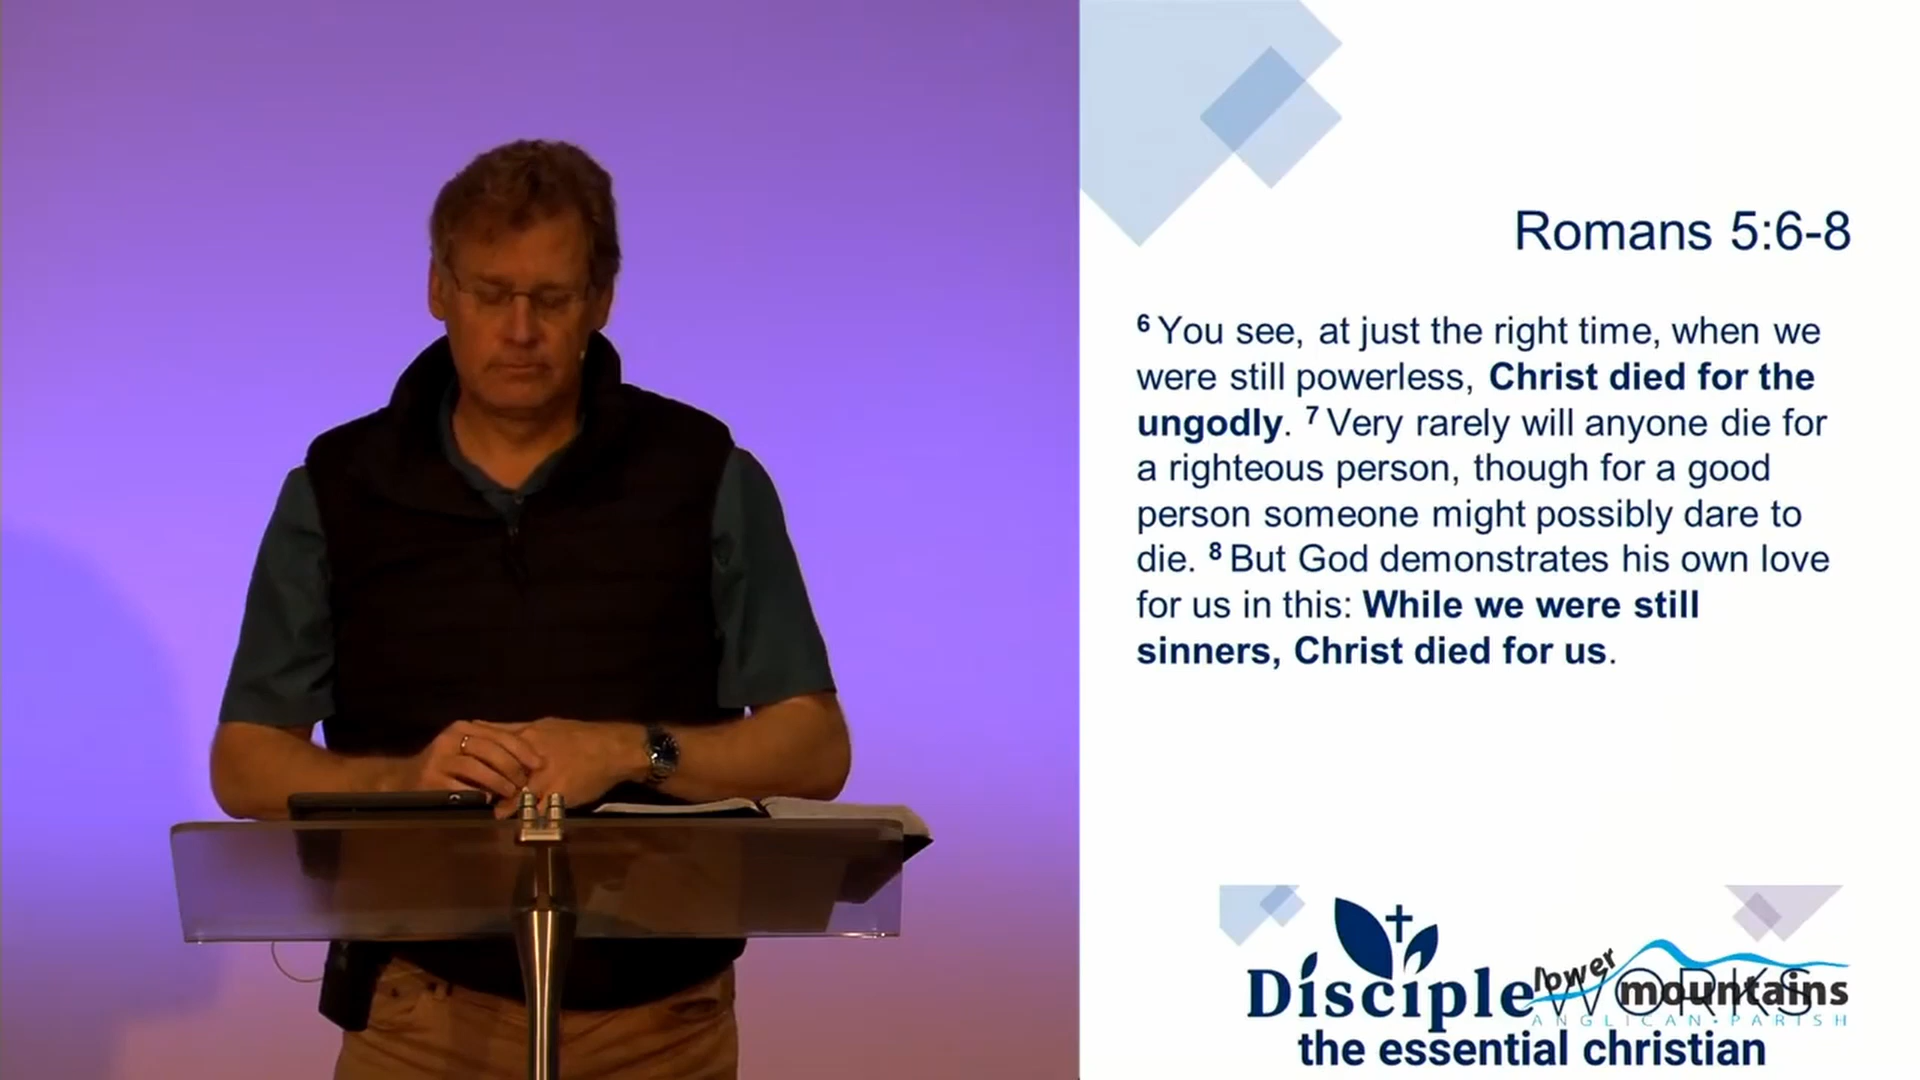 Romans 5:6-8
⁶ You see, at just the right time, when we
were still powerless, Christ died for the
ungodly. ⁷ Very rarely will anyone die for
a righteous person, though for a good
person someone might possibly dare to
die. ⁸ But God demonstrates his own love
for us in this: While we were still
sinners, Christ died for us.
Disciple WORKS
lower
mountains
ANGLICAN PARISH
the essential christian